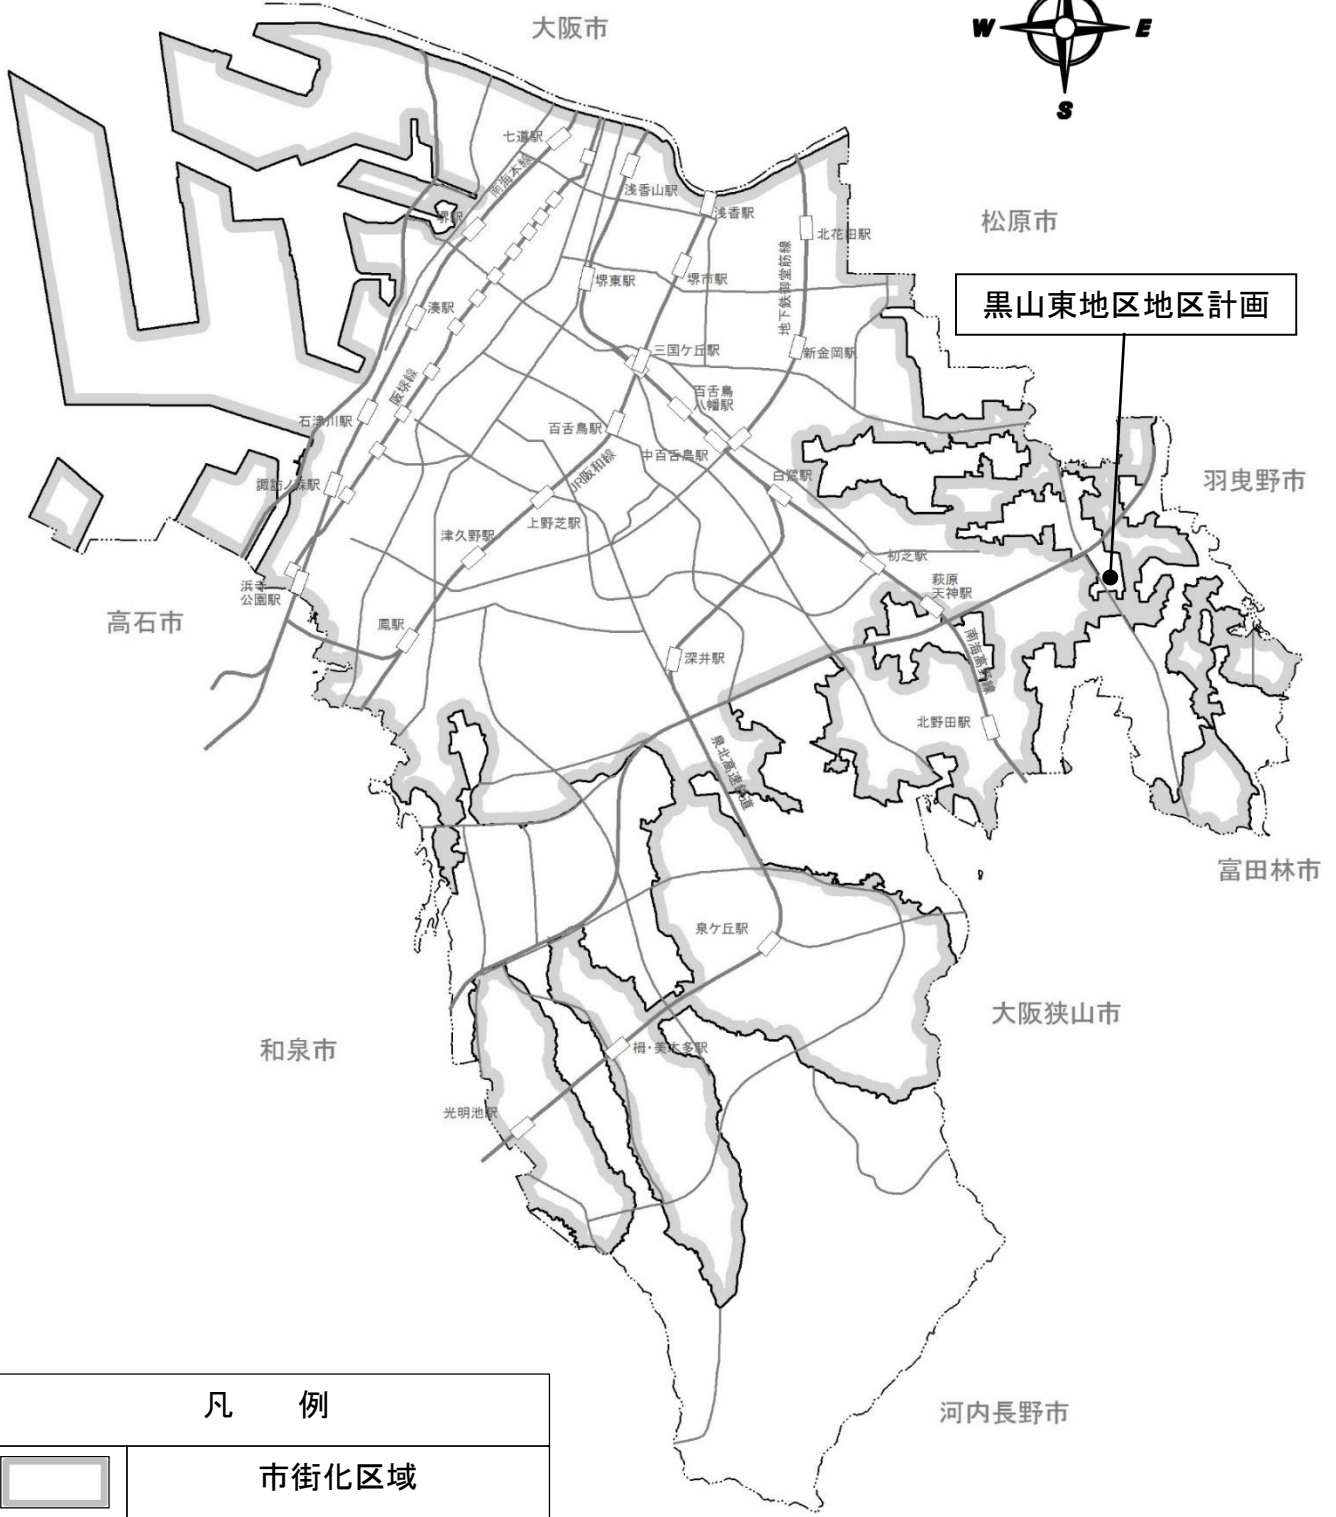 大阪市
W
E
S
七道駅
南海本線
浅香山駅
浅香駅
松原市
堺駅
北花田駅
地下鉄御堂筋線
堺東駅
堺市駅
黒山東地区地区計画
湊駅
三国ケ丘駅
新金岡駅
阪堺線
百舌鳥
八幡駅
石津川駅
百舌鳥駅
中百舌鳥駅
JR阪和線
白鷺駅
羽曳野市
諏訪ノ森駅
上野芝駅
津久野駅
初芝駅
浜寺
公園駅
萩原
天神駅
高石市
鳳駅
南海高野線
深井駅
北野田駅
泉北高速鉄道
富田林市
泉ケ丘駅
大阪狭山市
和泉市
栂・美木多駅
光明池駅
河内長野市
凡 例
市街化区域